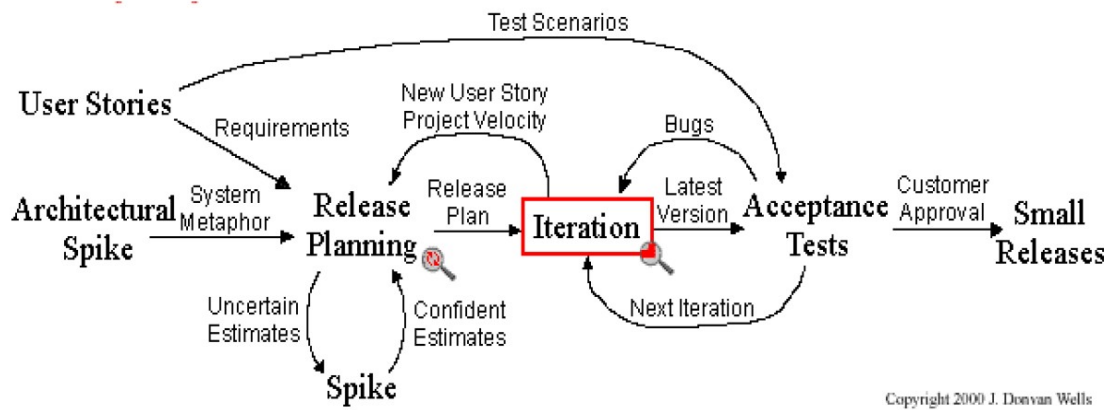 Test Scenarios
User Stories
New User Story
Project Velocity
Bugs
Requirements
Architectural
Spike
System
Metaphor
Release
Planning
Release
Plan
Iteration
Latest
Version
Acceptance
Tests
Customer
Approval
Small
Releases
Uncertain
Estimates
Confident
Estimates
Next Iteration
Spike
Copyright 2000 J. Donvan Wells